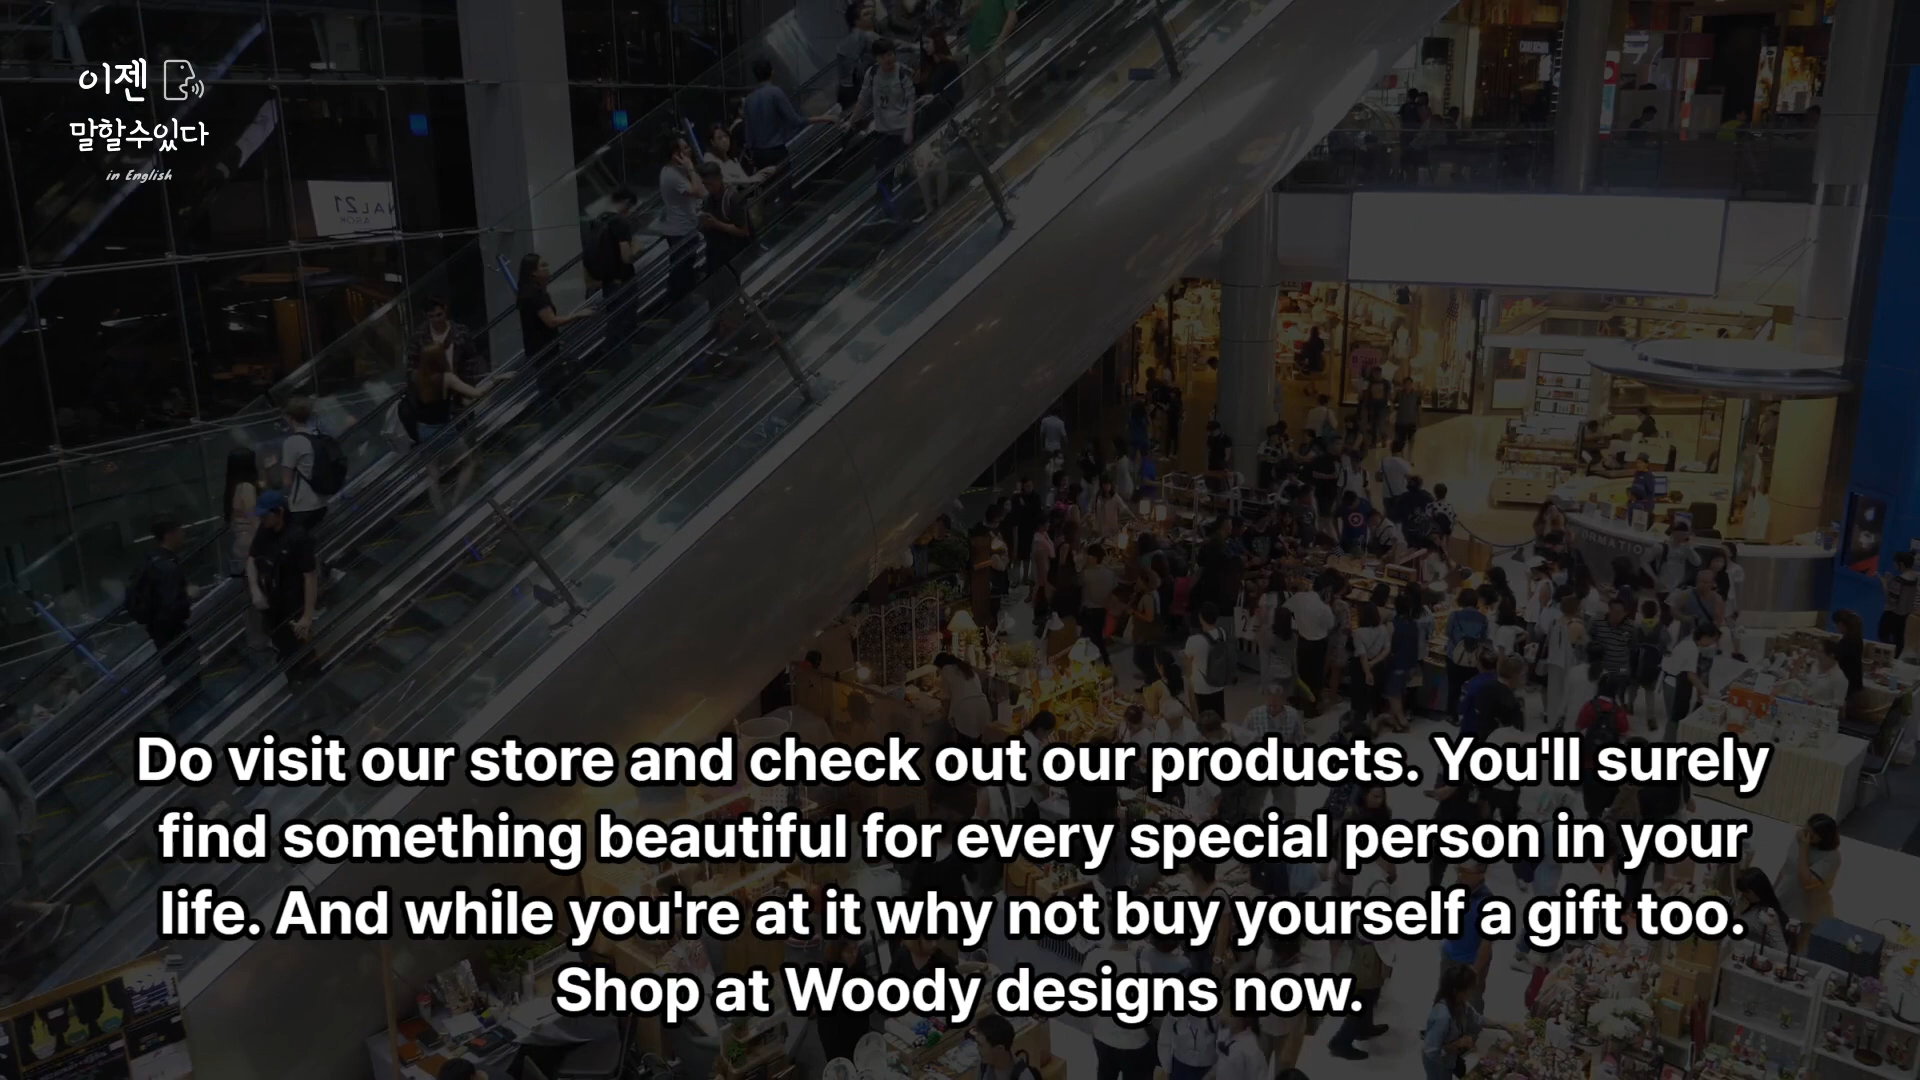 이젠
말할수있다
in English
NAL21
Do visit our store and check out our products. You'll surely
find something beautiful for every special person in your
life. And while you're at it why not buy yourself a gift too.
Shop at Woody designs now.